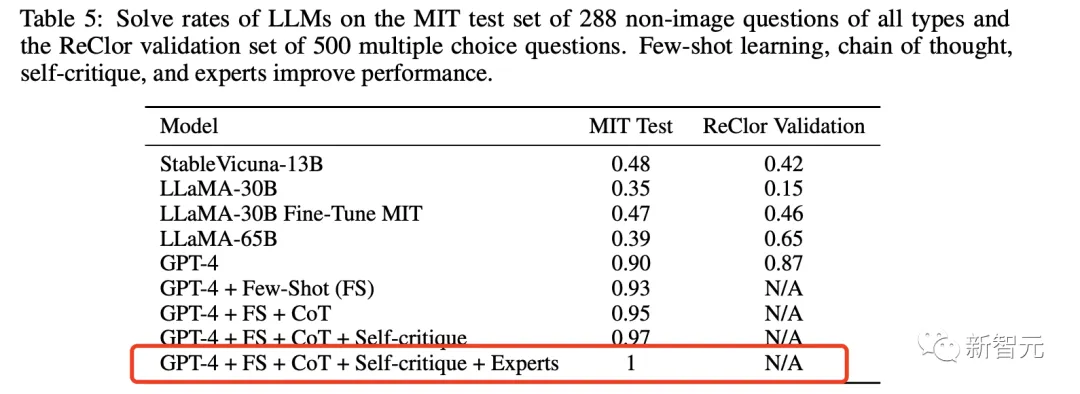 Table 5: Solve rates of LLMs on the MIT test set of 288 non-image questions of all types and
the ReClor validation set of 500 multiple choice questions. Few-shot learning, chain of thought,
self-critique, and experts improve performance.
Model MIT Test ReClor Validation
StableVicuna-13B 0.48 0.42
LLaMA-30B 0.35 0.15
LLaMA-30B Fine-Tune MIT 0.47 0.46
LLaMA-65B 0.39 0.65
GPT-4 0.90 0.87
GPT-4 + Few-Shot (FS) 0.93 N/A
GPT-4 + FS + CoT 0.95 N/A
GPT-4 + FS + CoT + Self-critique 0.97 N/A
GPT-4 + FS + CoT + Self-critique + Experts 1 N/A
新智元